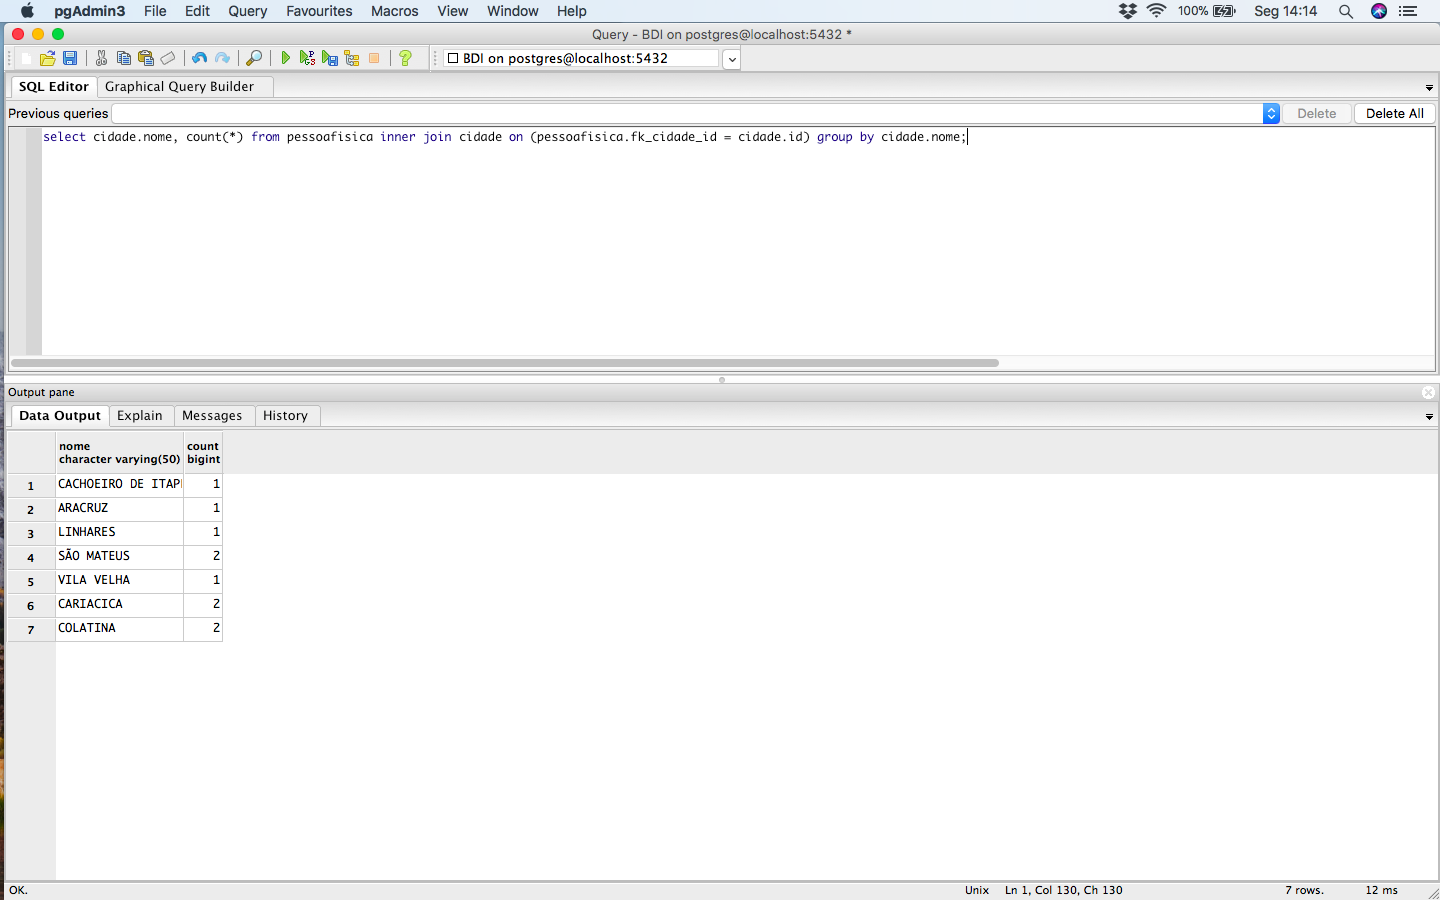 pgAdmin3 File Edit Query Favourites Macros View Window Help 100% Seg 14:14
Query - BDI on postgres@localhost:5432 *
BDI on postgres@localhost:5432
SQL Editor Graphical Query Builder
Previous queries Delete Delete All
select cidade.nome, count(*) from pessoafisica inner join cidade on (pessoafisica.fk_cidade_id = cidade.id) group by cidade.nome;
Output pane
Data Output Explain Messages History
nome count
character varying(50) bigint
1 CACHOEIRO DE ITAP 1
2 ARACRUZ 1
3 LINHARES 1
4 SÃO MATEUS 2
5 VILA VELHA 1
6 CARIACICA 2
7 COLATINA 2
OK. Unix Ln 1, Col 130, Ch 130 7 rows. 12 ms